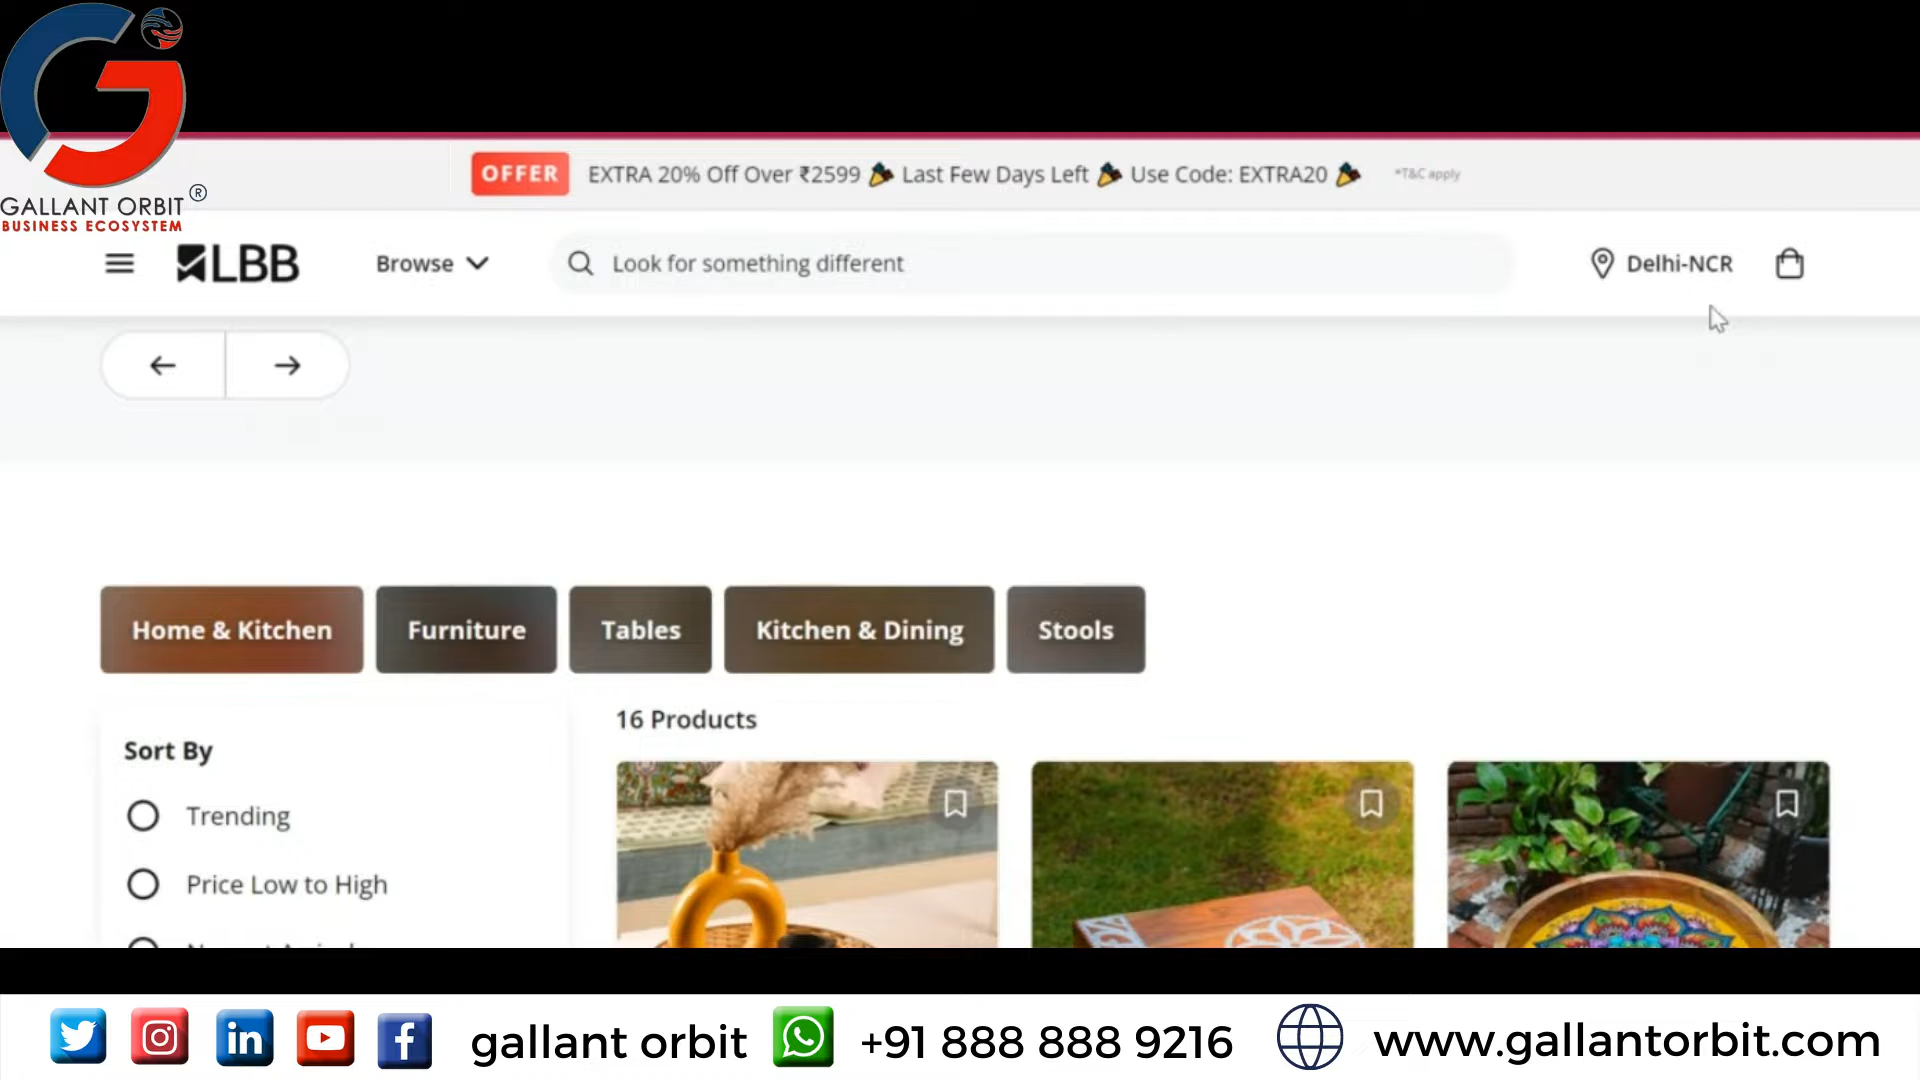 GALLANT ORBIT ®
BUSINESS ECOSYSTEM
OFFER EXTRA 20% Off Over ₹2599 🎉 Last Few Days Left 🎉 Use Code: EXTRA20 🎉 *T&C apply
LBB Browse Look for something different Delhi-NCR
Home & Kitchen Furniture Tables Kitchen & Dining Stools
16 Products
Sort By
Trending
Price Low to High
gallant orbit +91 888 888 9216 www.gallantorbit.com